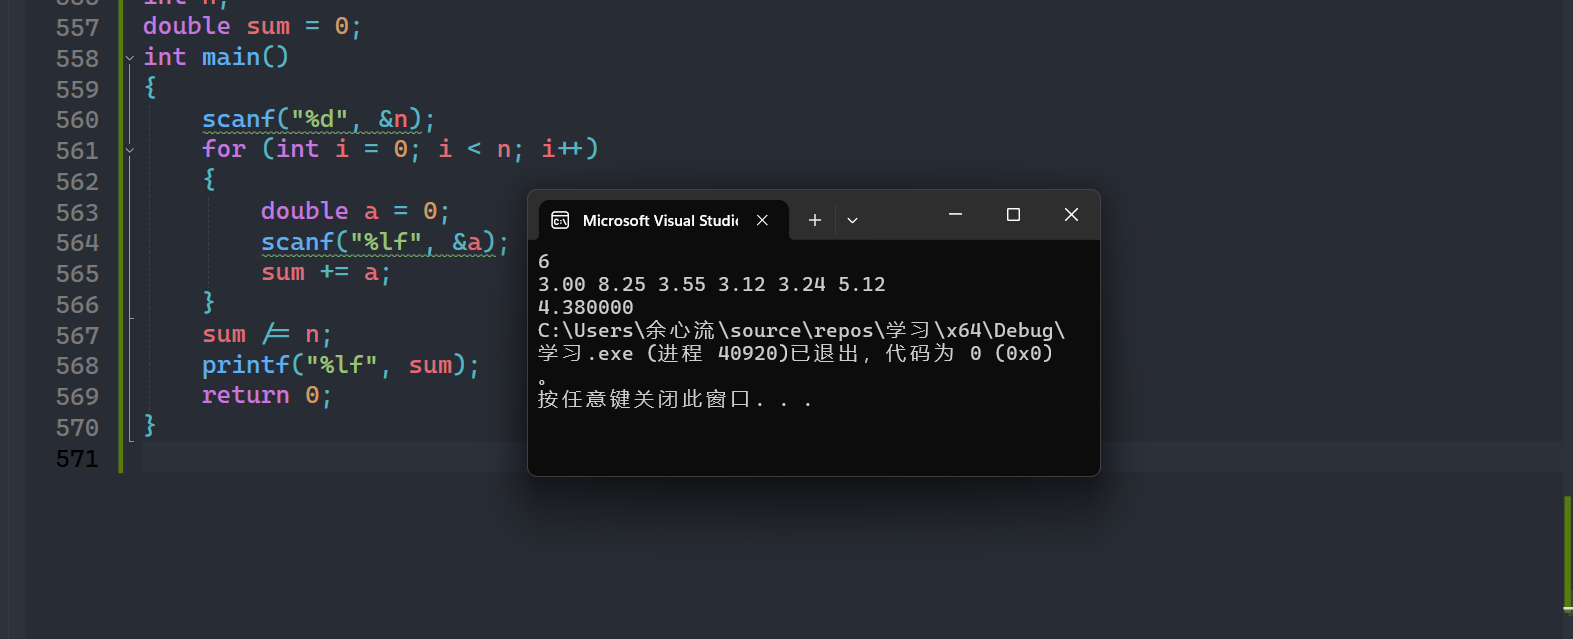 557 double sum = 0;
558 int main()
559 {
560 scanf("%d", &n);
561 for (int i = 0; i < n; i++)
562 {
563 double a = 0;
564 scanf("%lf", &a);
565 sum += a;
566 }
567 sum /= n;
568 printf("%lf", sum);
569 return 0;
570 }
571
Microsoft Visual Studi
6
3.00 8.25 3.55 3.12 3.24 5.12
4.380000
C:\Users\余心流\source\repos\学习\x64\Debug\
学习.exe (进程 40920)已退出，代码为 0 (0x0)
。
按任意键关闭此窗口. . .